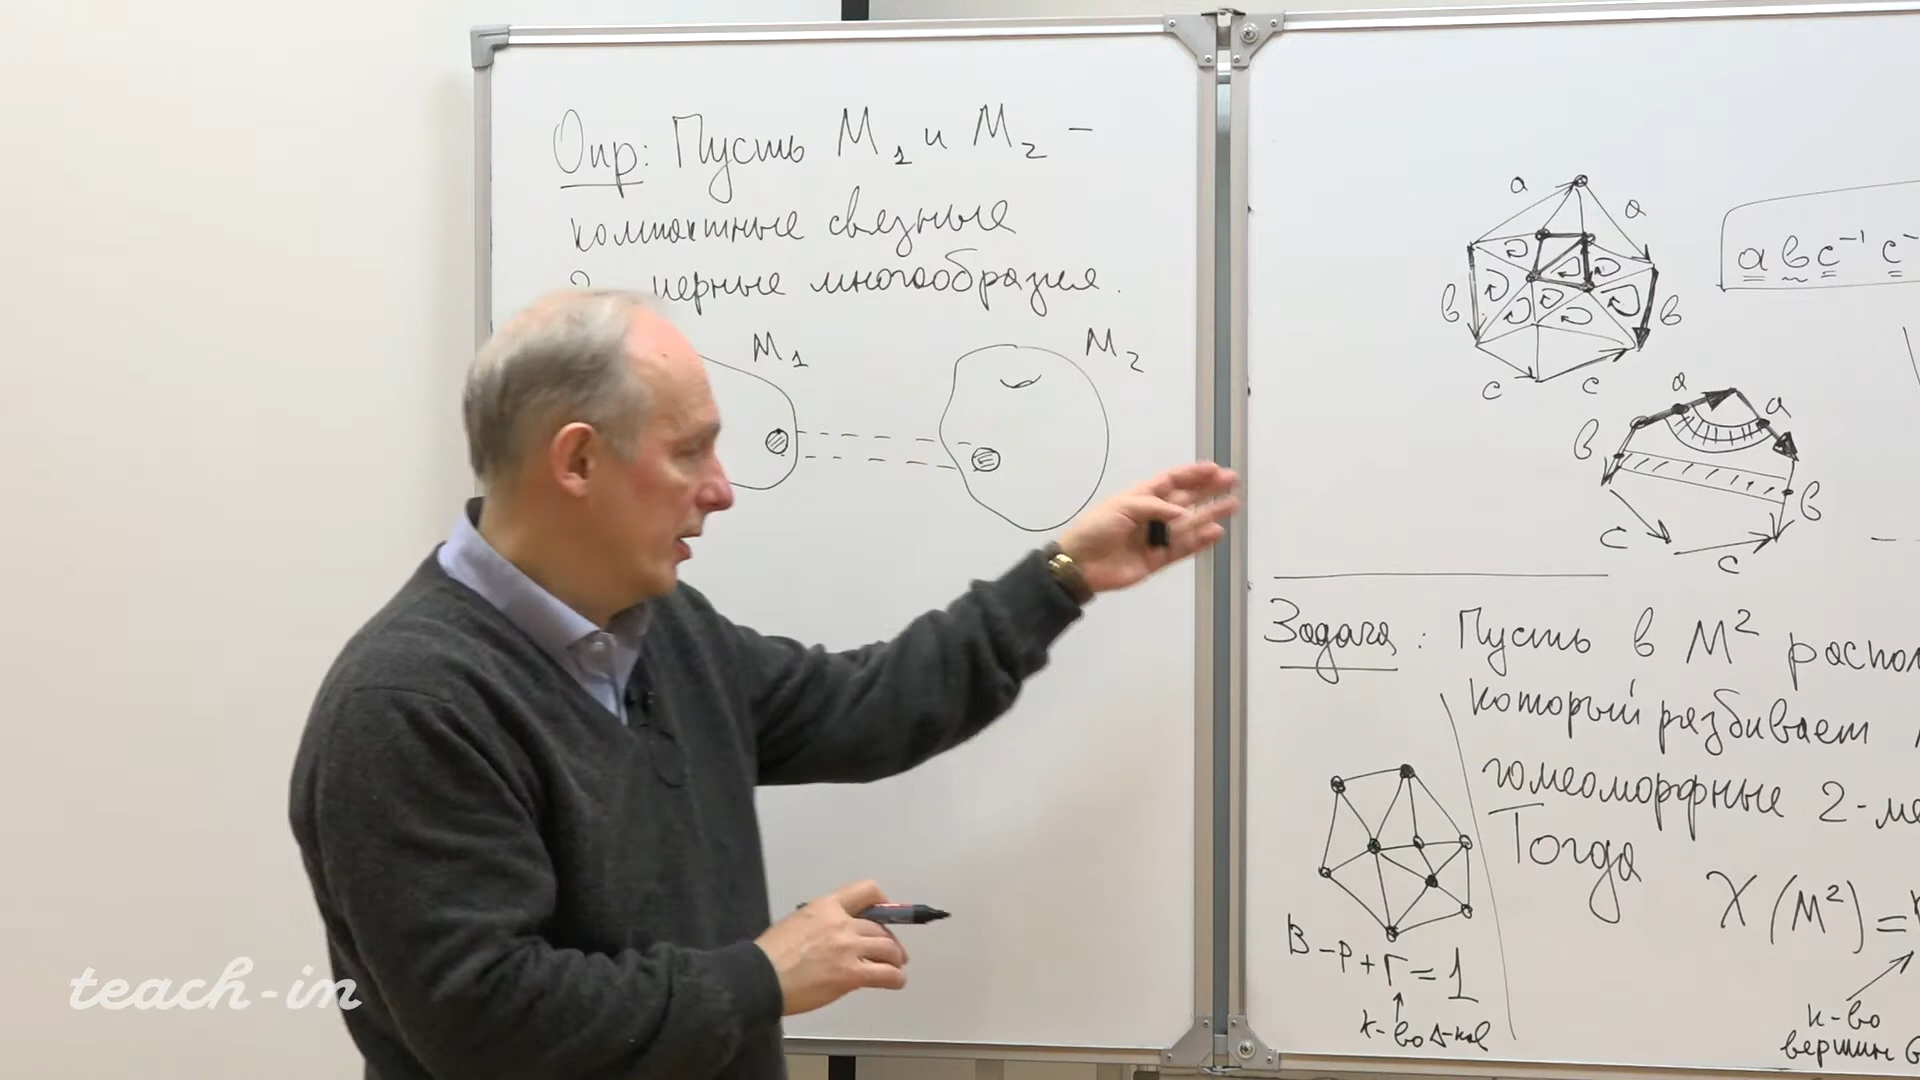 Опр: Пусть M₁ и M₂ –
компактные связные
мерные многообразия.
M₁
M₂
a
a
в
в
c
c
a в c⁻¹ c⁻
a
a
в
в
c
c
Задача: Пусть в M²
который разбивает
гомеоморфные 2-
Тогда
χ(M²) =
В – Р + Г = 1
к-во Δ-ков
к-во
вершин
teach-in